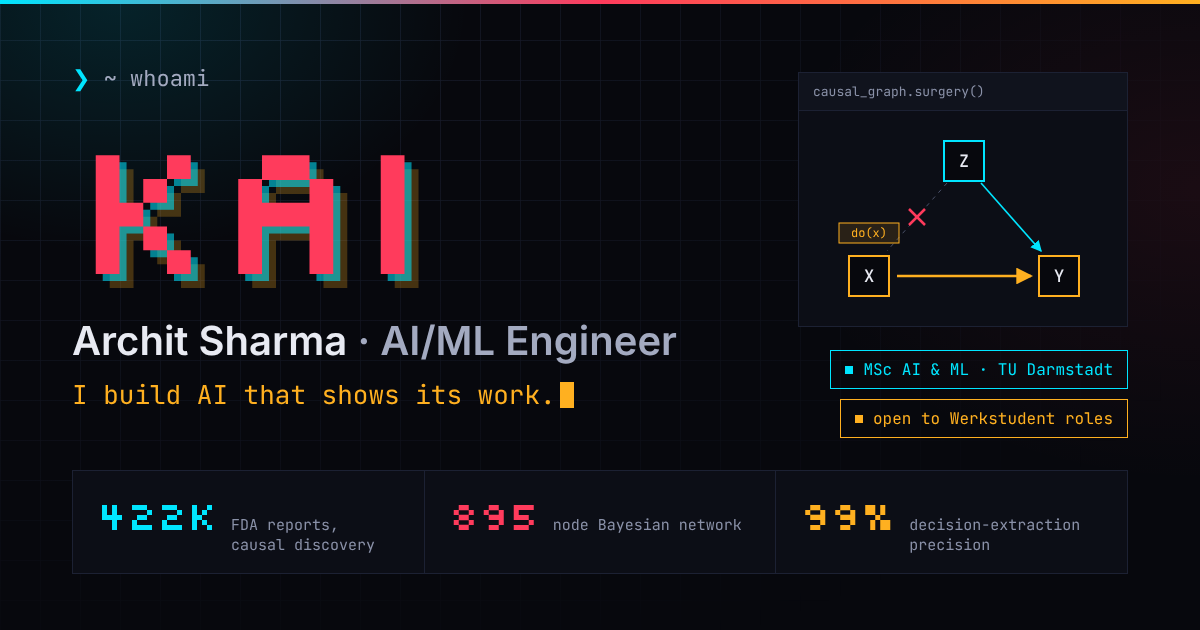 ❯ ~ whoami
KAI
Archit Sharma · AI/ML Engineer
I build AI that shows its work.
causal_graph.surgery()
Z
do(x)
X
Y
MSc AI & ML · TU Darmstadt
open to Werkstudent roles
422K
FDA reports,
causal discovery
895
node Bayesian network
99%
decision-extraction
precision